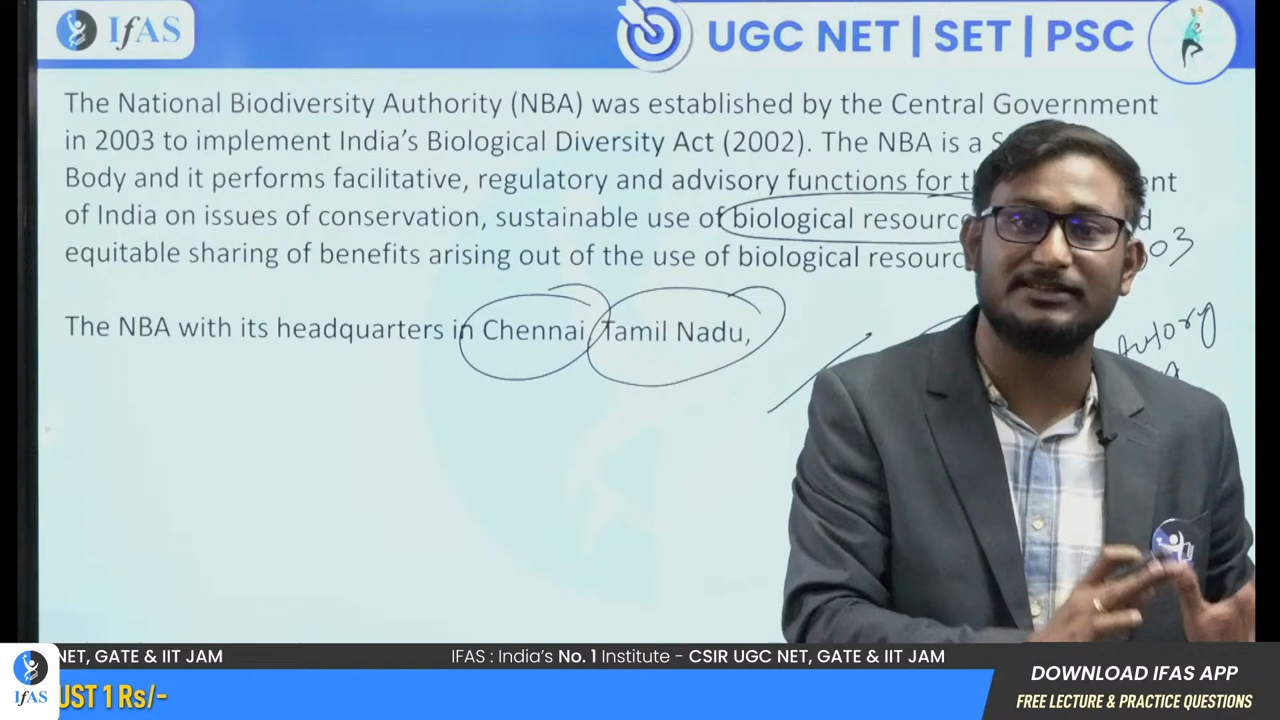 IfAS
UGC NET | SET | PSC
The National Biodiversity Authority (NBA) was established by the Central Government
in 2003 to implement India’s Biological Diversity Act (2002). The NBA is a
Body and it performs facilitative, regulatory and advisory functions for
of India on issues of conservation, sustainable use of biological
equitable sharing of benefits arising out of the use of biological
03
The NBA with its headquarters in Chennai Tamil Nadu,
NET, GATE & IIT JAM
IFAS : India’s No. 1 Institute - CSIR UGC NET, GATE & IIT JAM
DOWNLOAD IFAS APP
IfAS
UST 1 Rs/-
FREE LECTURE & PRACTICE QUESTIONS